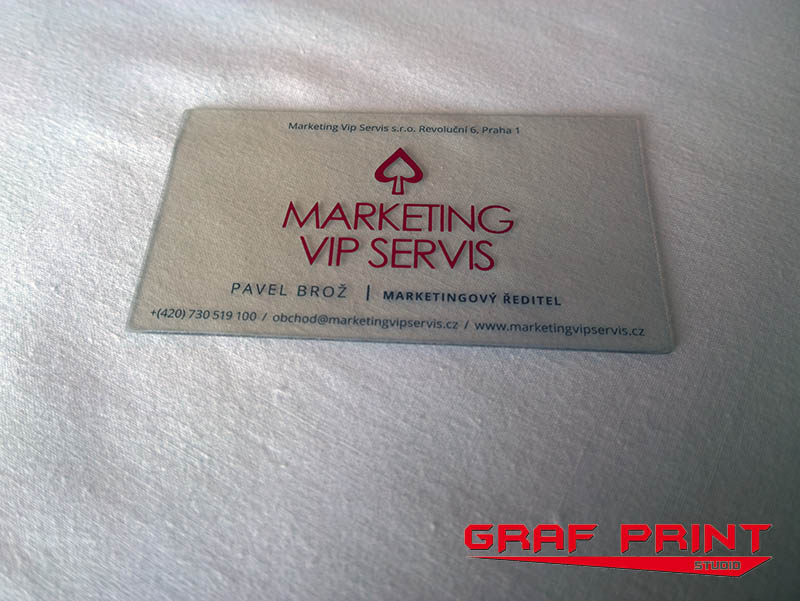 Marketing Vip Servis s.r.o. Revoluční 6, Praha 1
MARKETING
VIP SERVIS
PAVEL BROŽ | MARKETINGOVÝ ŘEDITEL
+(420) 730 519 100 / obchod@marketingvipservis.cz / www.marketingvipservis.cz
GRAF PRINT
STUDIO